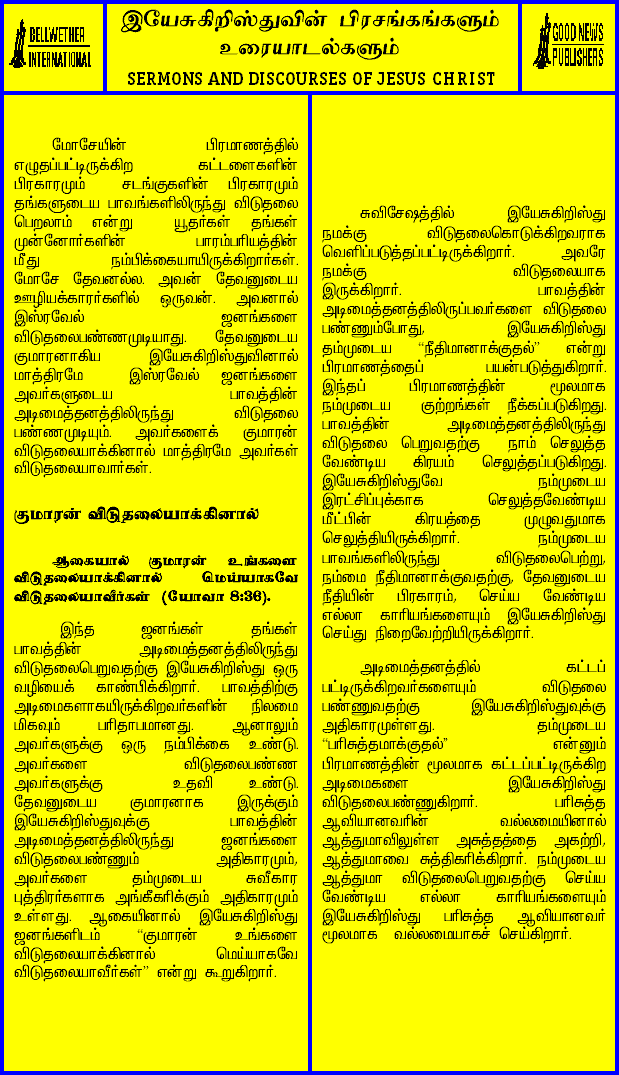 BELLWETHER
INTERNATIONAL
இயேசுகிறிஸ்துவின் பிரசங்கங்களும்
உரையாடல்களும்
SERMONS AND DISCOURSES OF JESUS CHRIST
GOOD NEWS
PUBLISHERS
மோசேயின் பிரமாணத்தில்
எழுதப்பட்டிருக்கிற கட்டளைகளின்
பிரகாரமும் சடங்குகளின் பிரகாரமும்
தங்களுடைய பாவங்களிலிருந்து விடுதலை
பெறலாம் என்று யூதர்கள் தங்கள்
முன்னோர்களின் பாரம்பரியத்தின்
மீது நம்பிக்கையாயிருக்கிறார்கள்.
மோசே தேவனல்ல. அவன் தேவனுடைய
ஊழியக்காரர்களில் ஒருவன். அவனால்
இஸ்ரவேல் ஜனங்களை
விடுதலைபண்ணமுடியாது. தேவனுடைய
குமாரனாகிய இயேசுகிறிஸ்துவினால்
மாத்திரமே இஸ்ரவேல் ஜனங்களை
அவர்களுடைய பாவத்தின்
அடிமைத்தனத்திலிருந்து விடுதலை
பண்ணமுடியும். அவர்களைக் குமாரன்
விடுதலையாக்கினால் மாத்திரமே அவர்கள்
விடுதலையாவார்கள்.
குமாரன் விடுதலையாக்கினால்
ஆகையால் குமாரன் உங்களை
விடுதலையாக்கினால் மெய்யாகவே
விடுதலையாவீர்கள் (யோவா 8:36).
இந்த ஜனங்கள் தங்கள்
பாவத்தின் அடிமைத்தனத்திலிருந்து
விடுதலைபெறுவதற்கு இயேசுகிறிஸ்து ஒரு
வழியைக் காண்பிக்கிறார். பாவத்திற்கு
அடிமைகளாகயிருக்கிறவர்களின் நிலமை
மிகவும் பரிதாபமானது. ஆனாலும்
அவர்களுக்கு ஒரு நம்பிக்கை உண்டு.
அவர்களை விடுதலைபண்ண
அவர்களுக்கு உதவி உண்டு.
தேவனுடைய குமாரனாக இருக்கும்
இயேசுகிறிஸ்துவுக்கு பாவத்தின்
அடிமைத்தனத்திலிருந்து ஜனங்களை
விடுதலைபண்ணும் அதிகாரமும்,
அவர்களை தம்முடைய சுவீகார
புத்திரர்களாக அங்கீகரிக்கும் அதிகாரமும்
உள்ளது. ஆகையினால் இயேசுகிறிஸ்து
ஜனங்களிடம் “குமாரன் உங்களை
விடுதலையாக்கினால் மெய்யாகவே
விடுதலையாவீர்கள்” என்று கூறுகிறார்.
சுவிசேஷத்தில் இயேசுகிறிஸ்து
நமக்கு விடுதலைகொடுக்கிறவராக
வெளிப்படுத்தப்பட்டிருக்கிறார். அவரே
நமக்கு விடுதலையாக
இருக்கிறார். பாவத்தின்
அடிமைத்தனத்திலிருப்பவர்களை விடுதலை
பண்ணும்போது, இயேசுகிறிஸ்து
தம்முடைய “நீதிமானாக்குதல்” என்று
பிரமாணத்தைப் பயன்படுத்துகிறார்.
இந்தப் பிரமாணத்தின் மூலமாக
நம்முடைய குற்றங்கள் நீக்கப்படுகிறது.
பாவத்தின் அடிமைத்தனத்திலிருந்து
விடுதலை பெறுவதற்கு நாம் செலுத்த
வேண்டிய கிரயம் செலுத்தப்படுகிறது.
இயேசுகிறிஸ்துவே நம்முடைய
இரட்சிப்புக்காக செலுத்தவேண்டிய
மீட்பின் கிரயத்தை முழுவதுமாக
செலுத்தியிருக்கிறார். நம்முடைய
பாவங்களிலிருந்து விடுதலைபெற்று,
நம்மை நீதிமானாக்குவதற்கு, தேவனுடைய
நீதியின் பிரகாரம், செய்ய வேண்டிய
எல்லா காரியங்களையும் இயேசுகிறிஸ்து
செய்து நிறைவேற்றியிருக்கிறார்.
அடிமைத்தனத்தில் கட்டப்
பட்டிருக்கிறவர்களையும் விடுதலை
பண்ணுவதற்கு இயேசுகிறிஸ்துவுக்கு
அதிகாரமுள்ளது. தம்முடைய
“பரிசுத்தமாக்குதல்” என்னும்
பிரமாணத்தின் மூலமாக கட்டப்பட்டிருக்கிற
அடிமைகளை இயேசுகிறிஸ்து
விடுதலைபண்ணுகிறார். பரிசுத்த
ஆவியானவரின் வல்லமையினால்
ஆத்துமாவிலுள்ள அசுத்தத்தை அகற்றி,
ஆத்துமாவை சுத்திகரிக்கிறார். நம்முடைய
ஆத்துமா விடுதலைபெறுவதற்கு செய்ய
வேண்டிய எல்லா காரியங்களையும்
இயேசுகிறிஸ்து பரிசுத்த ஆவியானவர்
மூலமாக வல்லமையாகச் செய்கிறார்.